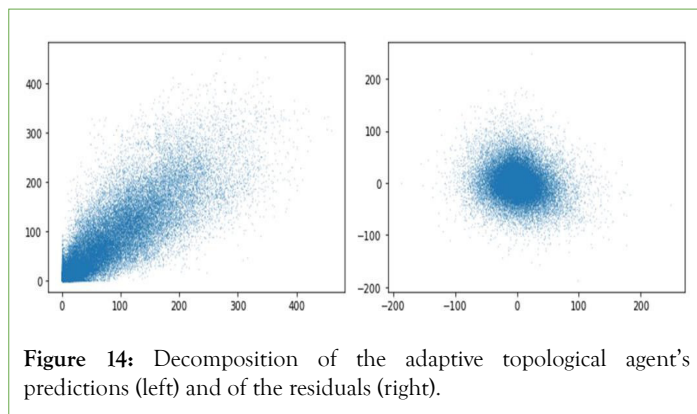 400
300
200
100
0
0 100 200 300 400
200
100
0
−100
−200
−200 −100 0 100 200
Figure 14: Decomposition of the adaptive topological agent's
predictions (left) and of the residuals (right).